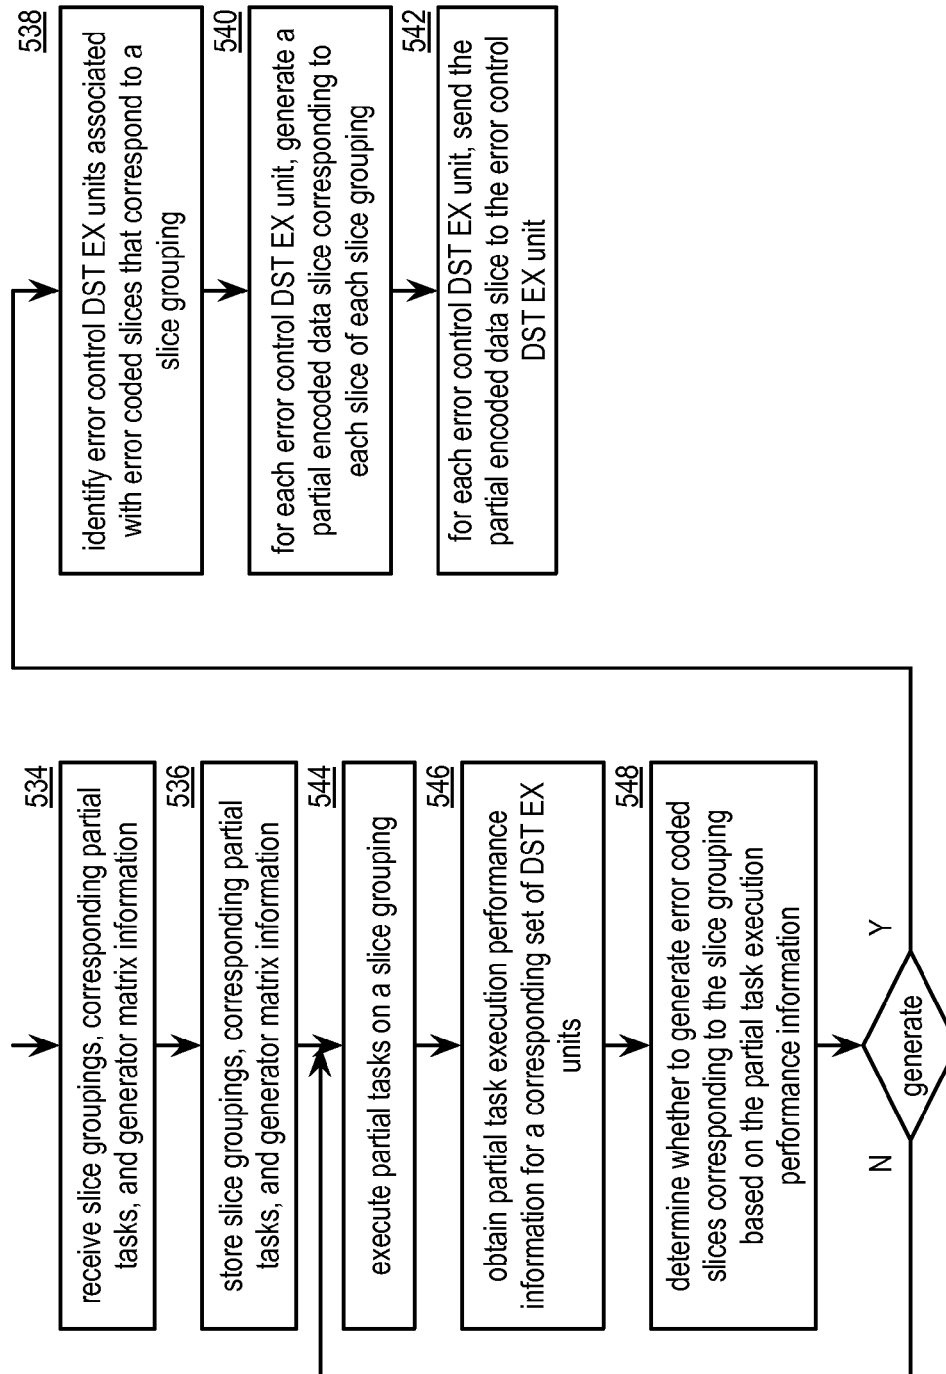 534
receive slice groupings, corresponding partial
tasks, and generator matrix information
536
store slice groupings, corresponding partial
tasks, and generator matrix information
544
execute partial tasks on a slice grouping
546
obtain partial task execution performance
information for a corresponding set of DST EX
units
548
determine whether to generate error coded
slices corresponding to the slice grouping
based on the partial task execution
performance information
N
generate
Y
538
identify error control DST EX units associated
with error coded slices that correspond to a
slice grouping
540
for each error control DST EX unit, generate a
partial encoded data slice corresponding to
each slice of each slice grouping
542
for each error control DST EX unit, send the
partial encoded data slice to the error control
DST EX unit